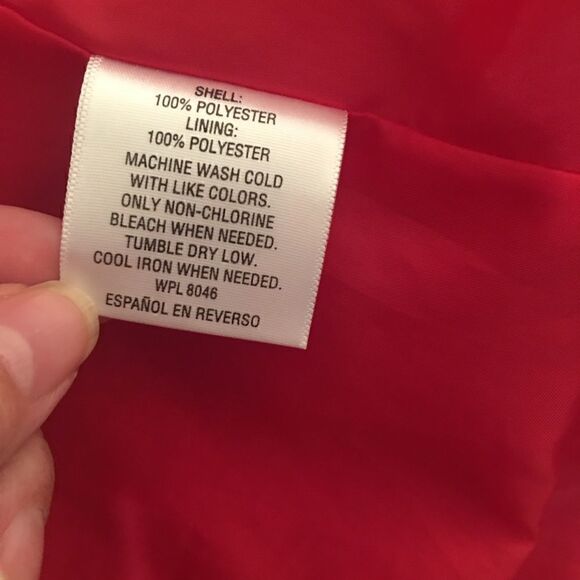 SHELL:
100% POLYESTER
LINING:
100% POLYESTER
MACHINE WASH COLD
WITH LIKE COLORS.
ONLY NON-CHLORINE
BLEACH WHEN NEEDED.
TUMBLE DRY LOW.
COOL IRON WHEN NEEDED.
WPL 8046
ESPAÑOL EN REVERSO